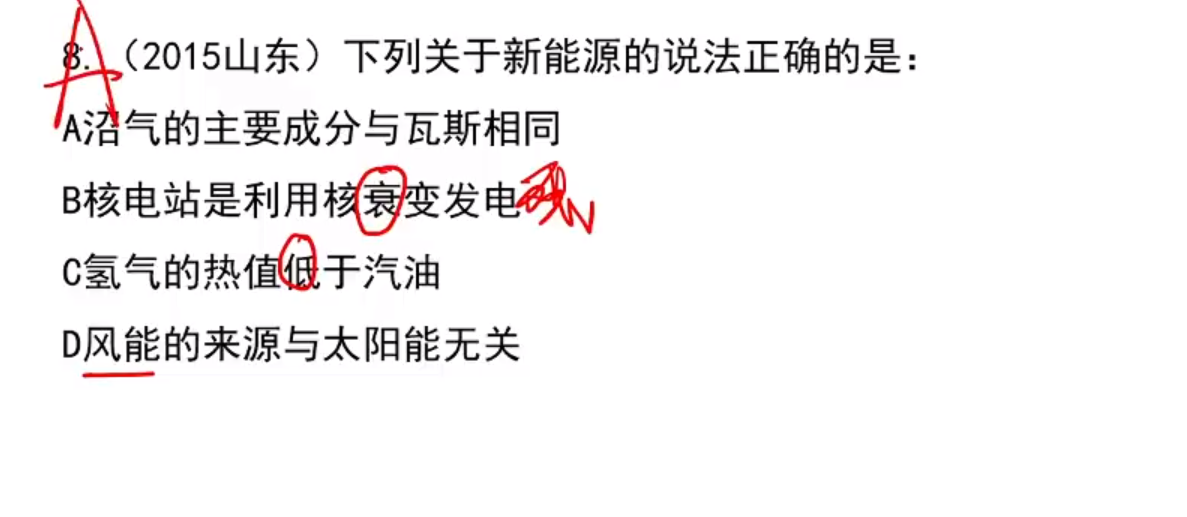 A
8.（2015山东）下列关于新能源的说法正确的是：
A沼气的主要成分与瓦斯相同
B核电站是利用核衰变发电
C氢气的热值低于汽油
D风能的来源与太阳能无关